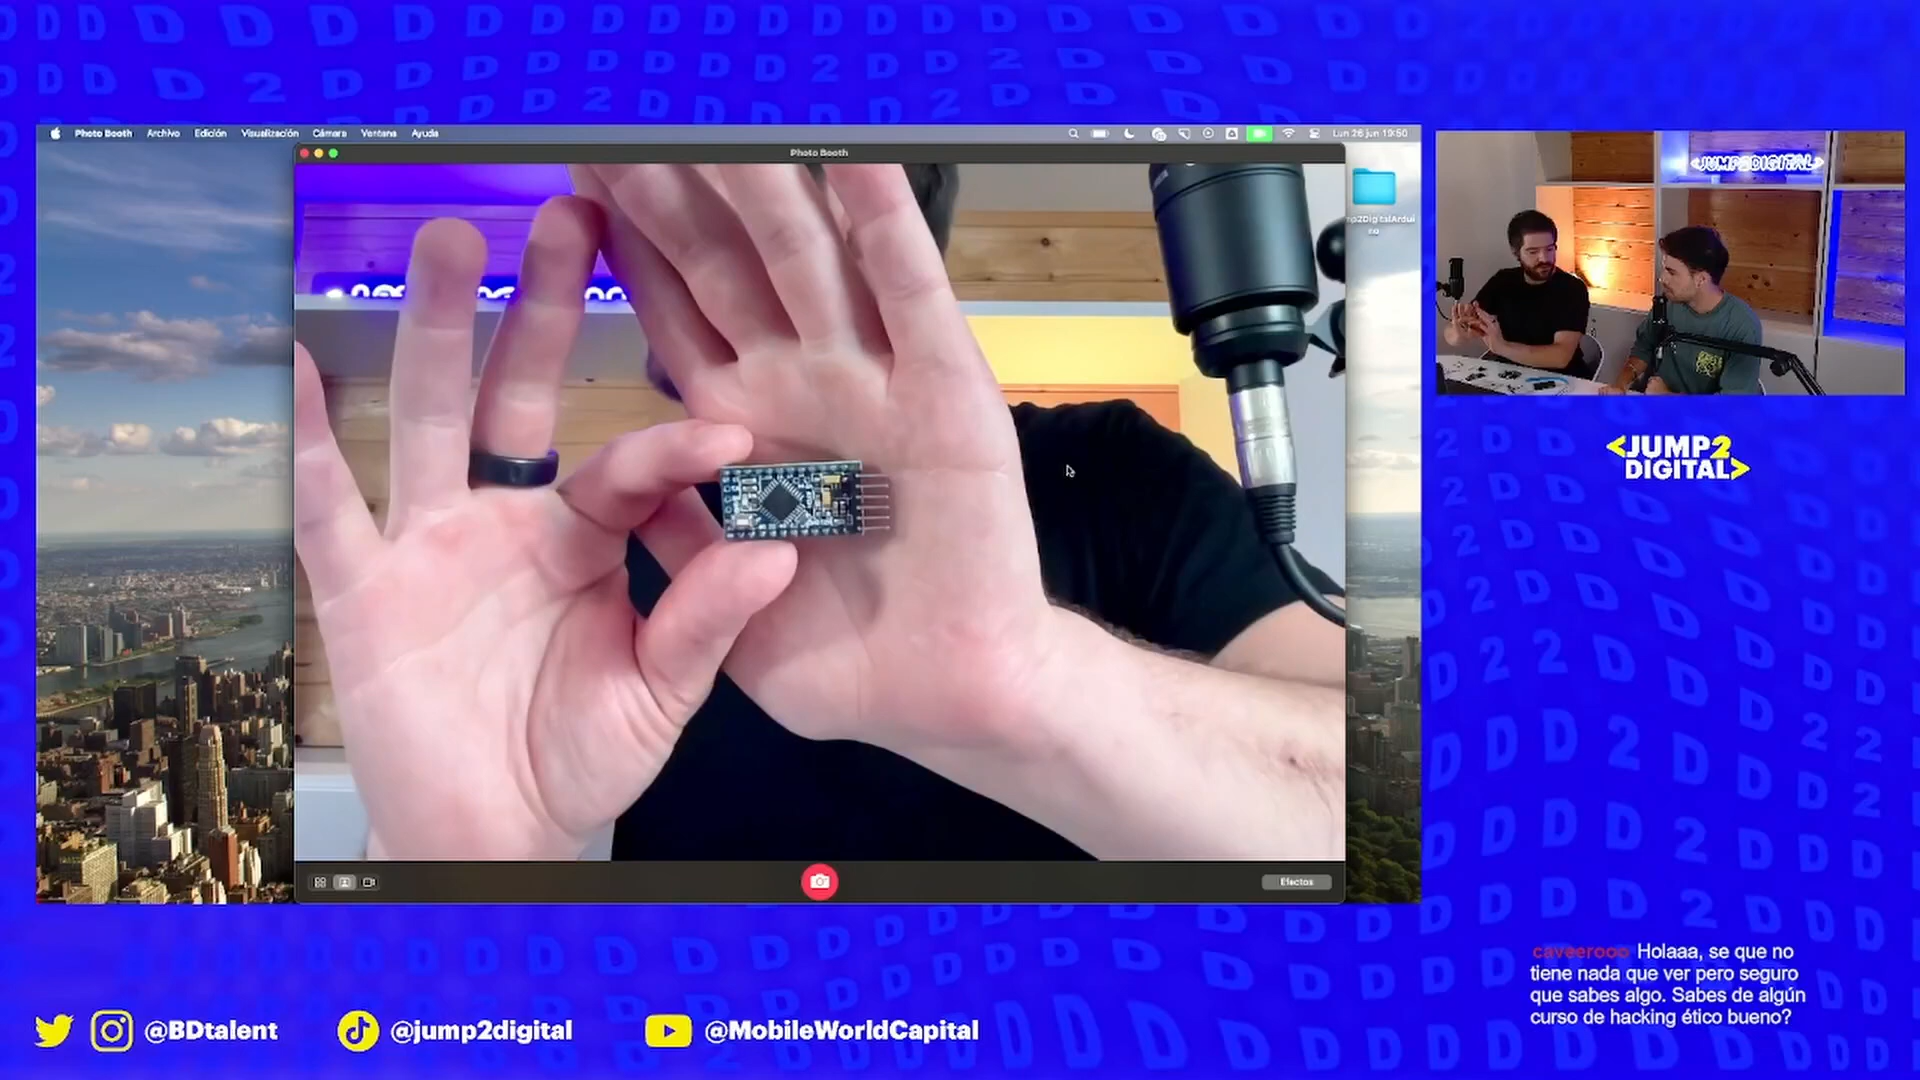 Photo Booth Archivo Edición Visualización Cámara Ventana Ayuda
Lun 26 jun 19:50
Photo Booth
Efectos
<JUMP2DIGITAL>
<JUMP2
DIGITAL>
caveerooo Holaaa, se que no
tiene nada que ver pero seguro
que sabes algo. Sabes de algún
curso de hacking ético bueno?
@BDtalent
@jump2digital
@MobileWorldCapital